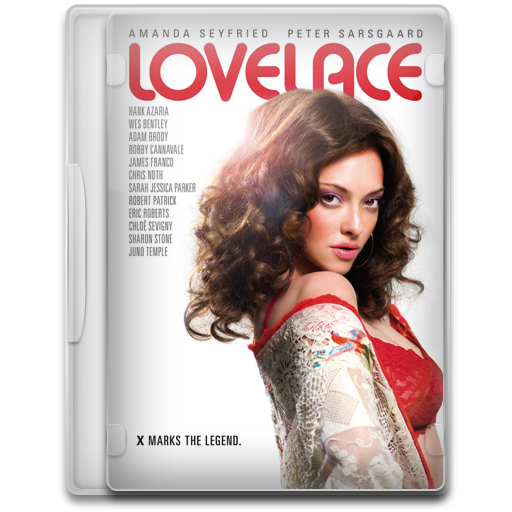 AMANDA SEYFRIED PETER SARSGAARD
LOVELACE
HANK AZARIA
WES BENTLEY
ADAM BRODY
BOBBY CANNAVALE
JAMES FRANCO
CHRIS NOTH
SARAH JESSICA PARKER
ROBERT PATRICK
ERIC ROBERTS
CHLOË SEVIGNY
SHARON STONE
JUNO TEMPLE
X MARKS THE LEGEND.